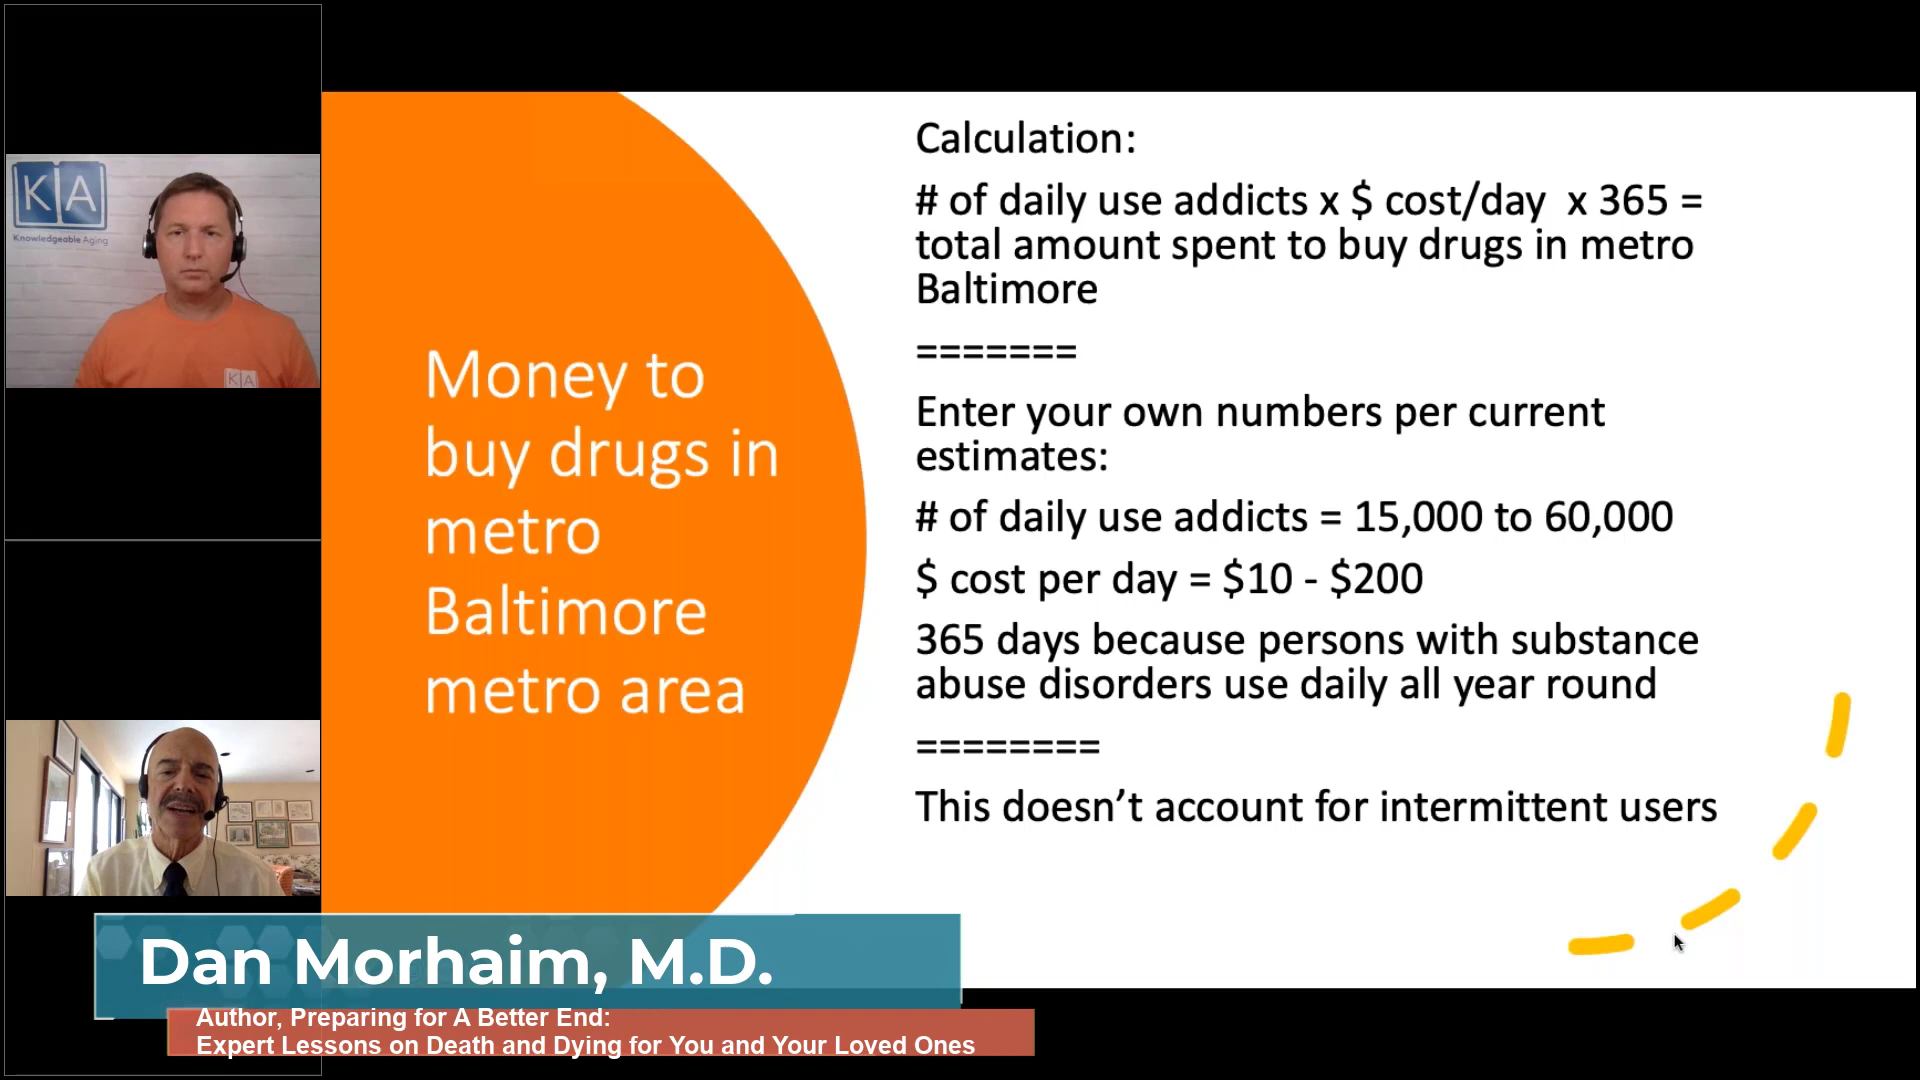 K A
Knowledgeable Aging
K A
Money to
buy drugs in
metro
Baltimore
metro area
Calculation:
# of daily use addicts x $ cost/day x 365 =
total amount spent to buy drugs in metro
Baltimore
=======
Enter your own numbers per current
estimates:
# of daily use addicts = 15,000 to 60,000
$ cost per day = $10 - $200
365 days because persons with substance
abuse disorders use daily all year round
========
This doesn’t account for intermittent users
Dan Morhaim, M.D.
Author, Preparing for A Better End:
Expert Lessons on Death and Dying for You and Your Loved Ones